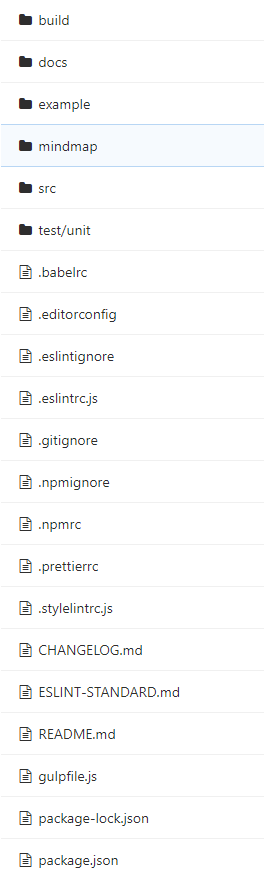 build
docs
example
mindmap
src
test/unit
.babelrc
.editorconfig
.eslintignore
.eslintrc.js
.gitignore
.npmignore
.npmrc
.prettierrc
.stylelintrc.js
CHANGELOG.md
ESLINT-STANDARD.md
README.md
gulpfile.js
package-lock.json
package.json